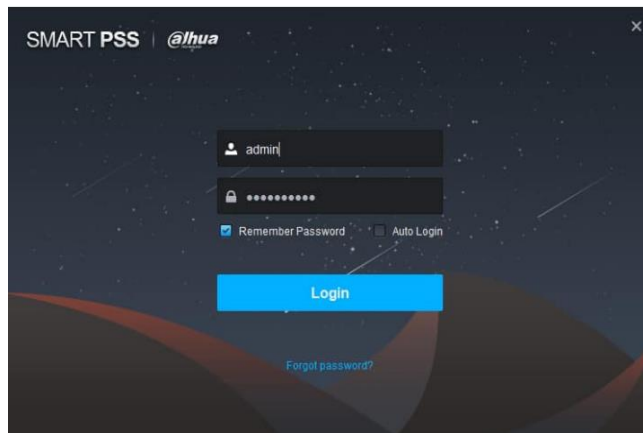 SMART PSS | alhua
admin
••••••••••
Remember Password Auto Login
Login
Forgot password?